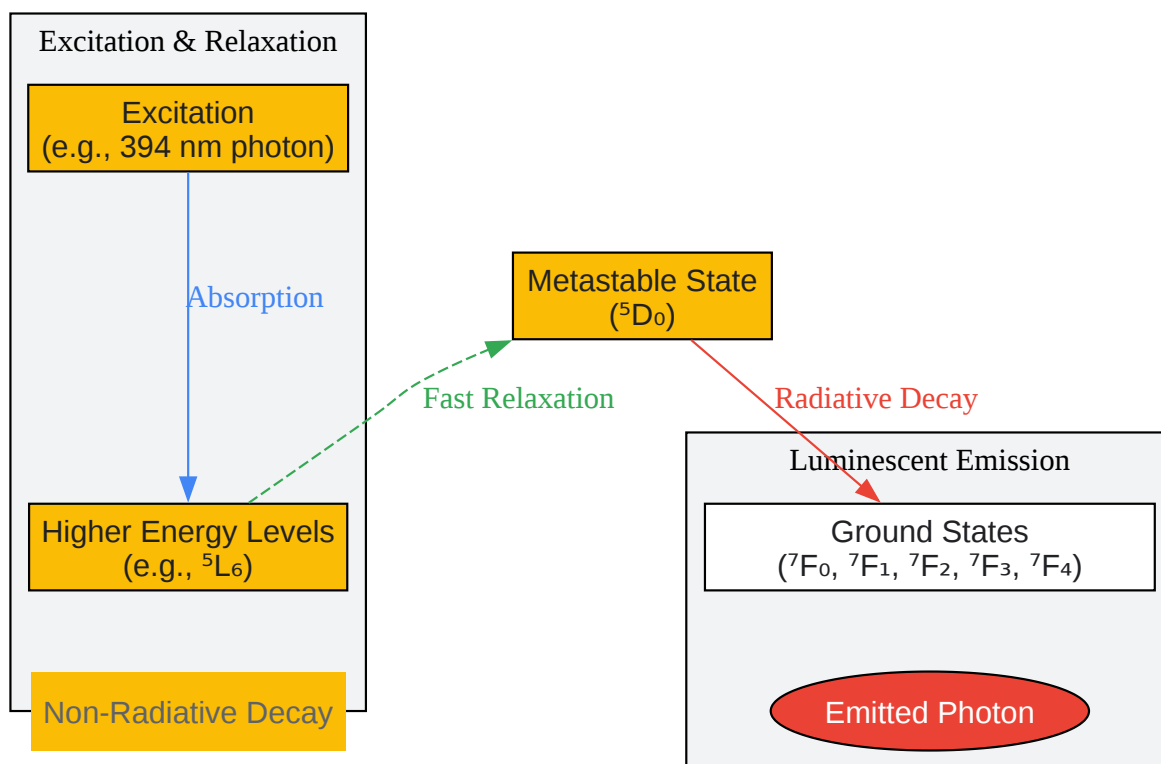 Excitation & Relaxation
Excitation
(e.g., 394 nm photon)
Absorption
Higher Energy Levels
(e.g., ⁵L₆)
Non-Radiative Decay
Fast Relaxation
Metastable State
(⁵D₀)
Radiative Decay
Luminescent Emission
Ground States
(⁷F₀, ⁷F₁, ⁷F₂, ⁷F₃, ⁷F₄)
Emitted Photon